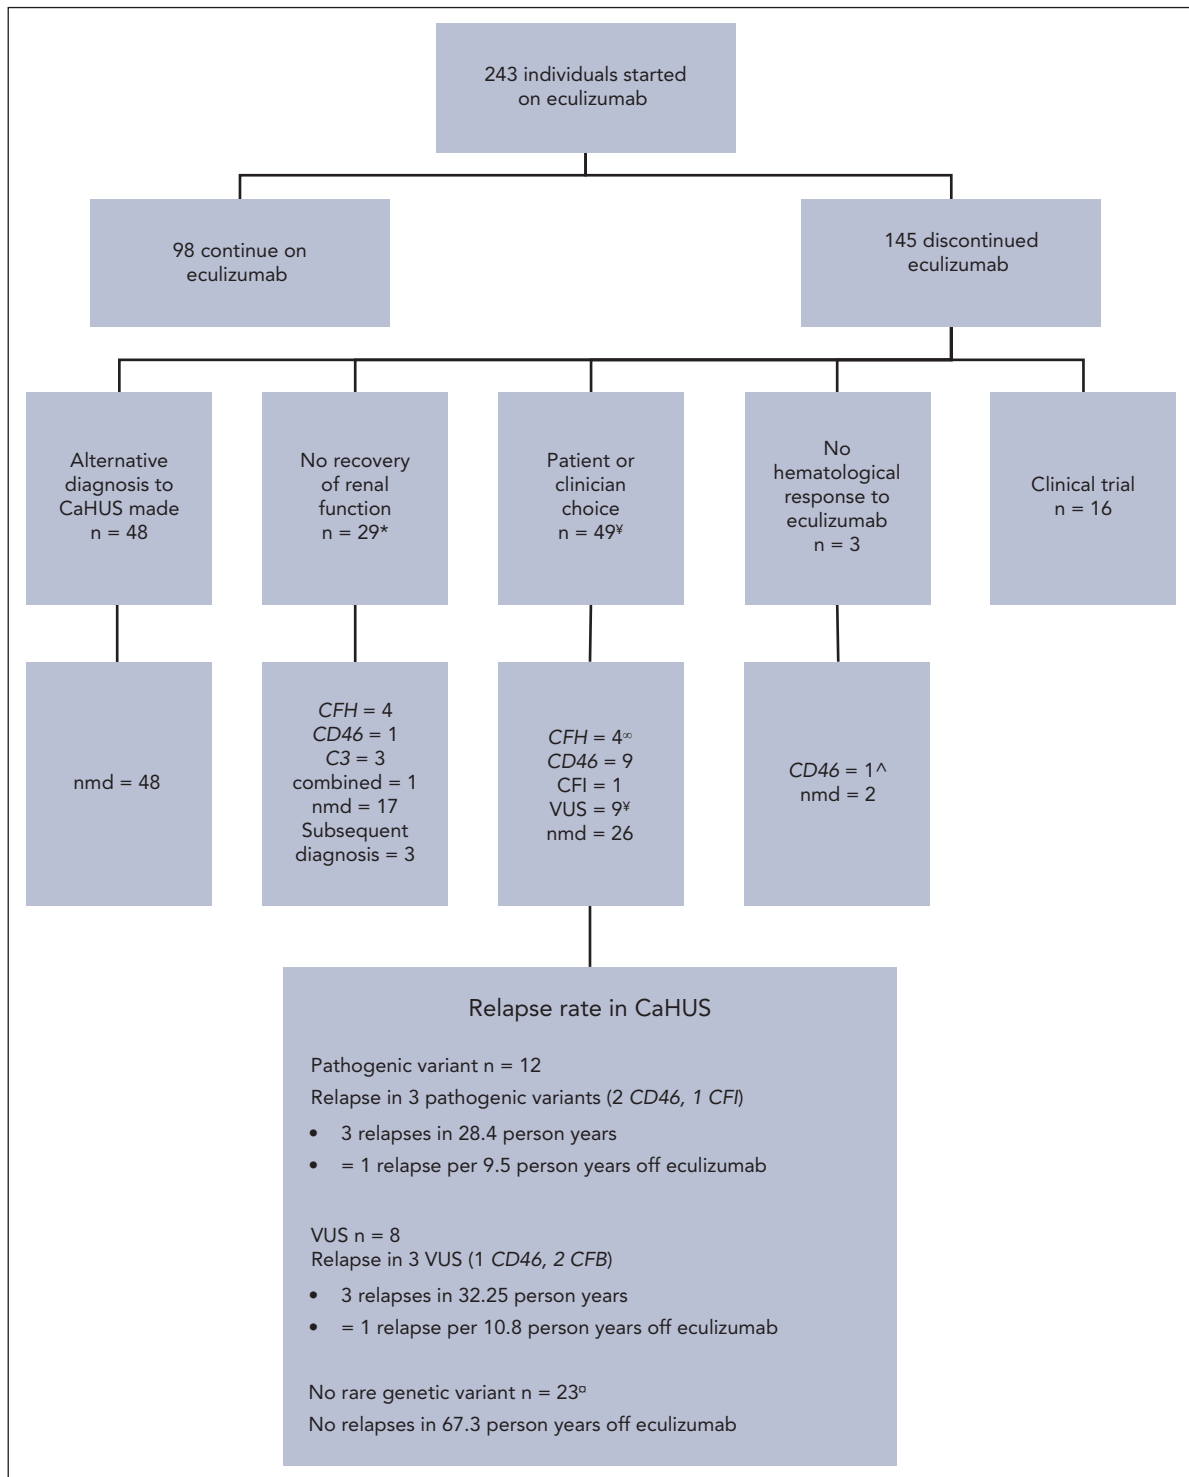 243 individuals started
on eculizumab
98 continue on
eculizumab
145 discontinued
eculizumab
Alternative
diagnosis to
CaHUS made
n = 48
No recovery
of renal
function
n = 29*
Patient or
clinician
choice
n = 49¥
No
hematological
response to
eculizumab
n = 3
Clinical trial
n = 16
nmd = 48
CFH = 4
CD46 = 1
C3 = 3
combined = 1
nmd = 17
Subsequent
diagnosis = 3
CFH = 4∞
CD46 = 9
CFI = 1
VUS = 9¥
nmd = 26
CD46 = 1^
nmd = 2
Relapse rate in CaHUS
Pathogenic variant n = 12
Relapse in 3 pathogenic variants (2 CD46, 1 CFI)
• 3 relapses in 28.4 person years
• = 1 relapse per 9.5 person years off eculizumab
VUS n = 8
Relapse in 3 VUS (1 CD46, 2 CFB)
• 3 relapses in 32.25 person years
• = 1 relapse per 10.8 person years off eculizumab
No rare genetic variant n = 23¤
No relapses in 67.3 person years off eculizumab